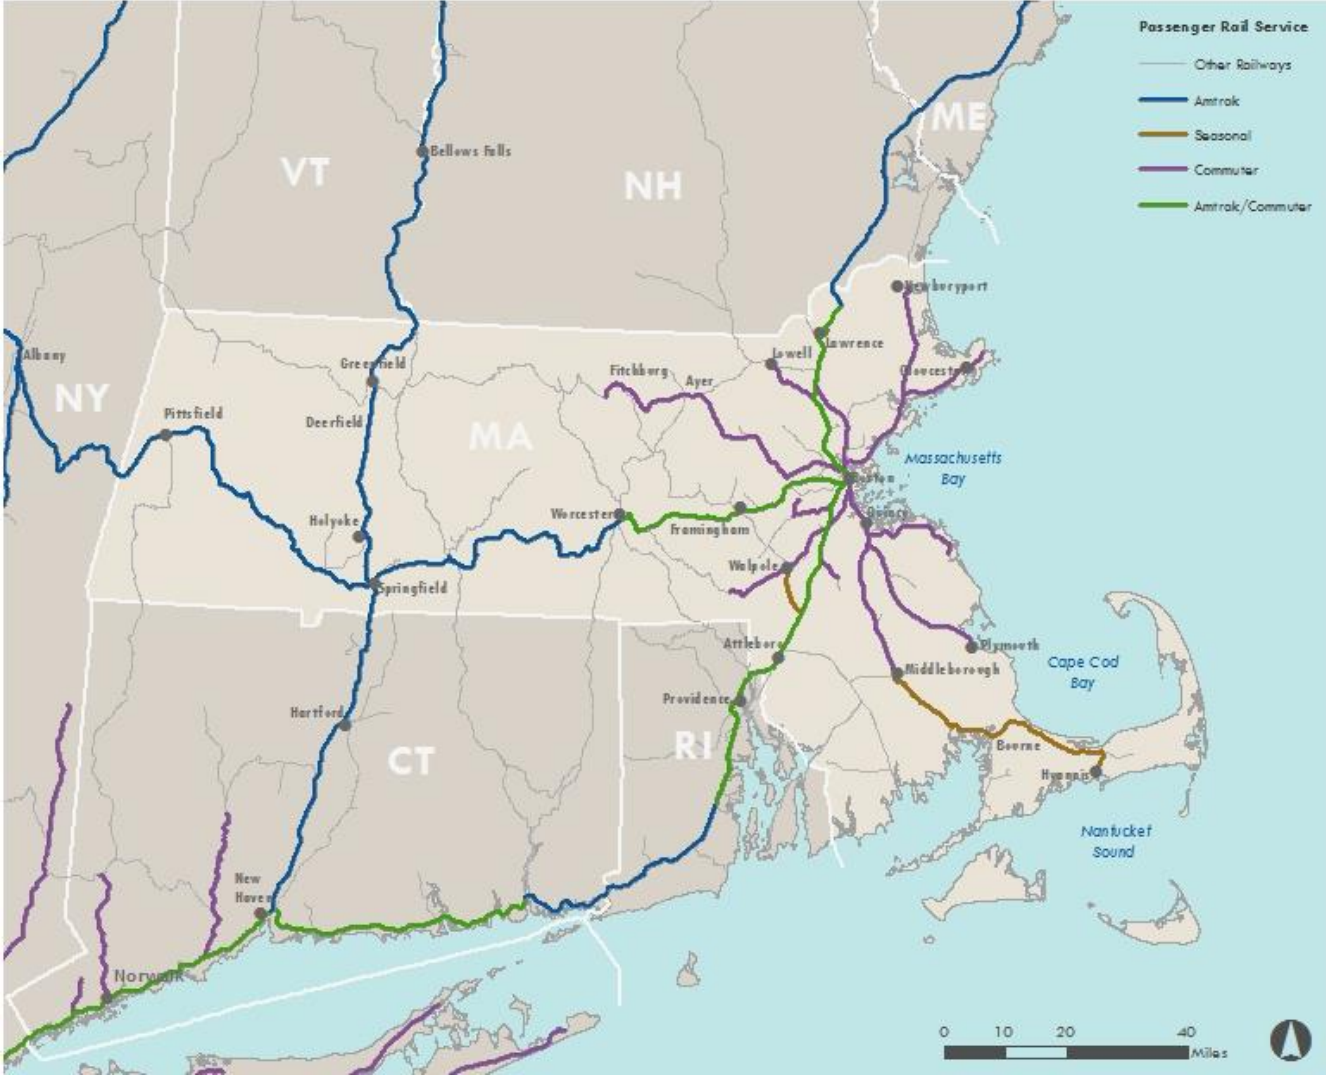 Passenger Rail Service
Other Railways
Amtrak
Seasonal
Commuter
Amtrak/Commuter
ME
VT
NH
Bellows Falls
Newburyport
Albany
Lawrence
Lowell
Greenfield
Fitchburg
Ayer
Gloucester
NY
Pittsfield
Deerfield
MA
Massachusetts
Bay
Boston
Holyoke
Worcester
Quincy
Framingham
Walpole
Springfield
Attleboro
Plymouth
Middleborough
Cape Cod
Bay
Providence
Hartford
RI
CT
Bourne
Hyannis
Nantucket
Sound
New
Haven
Norwalk
0 10 20 40
Miles